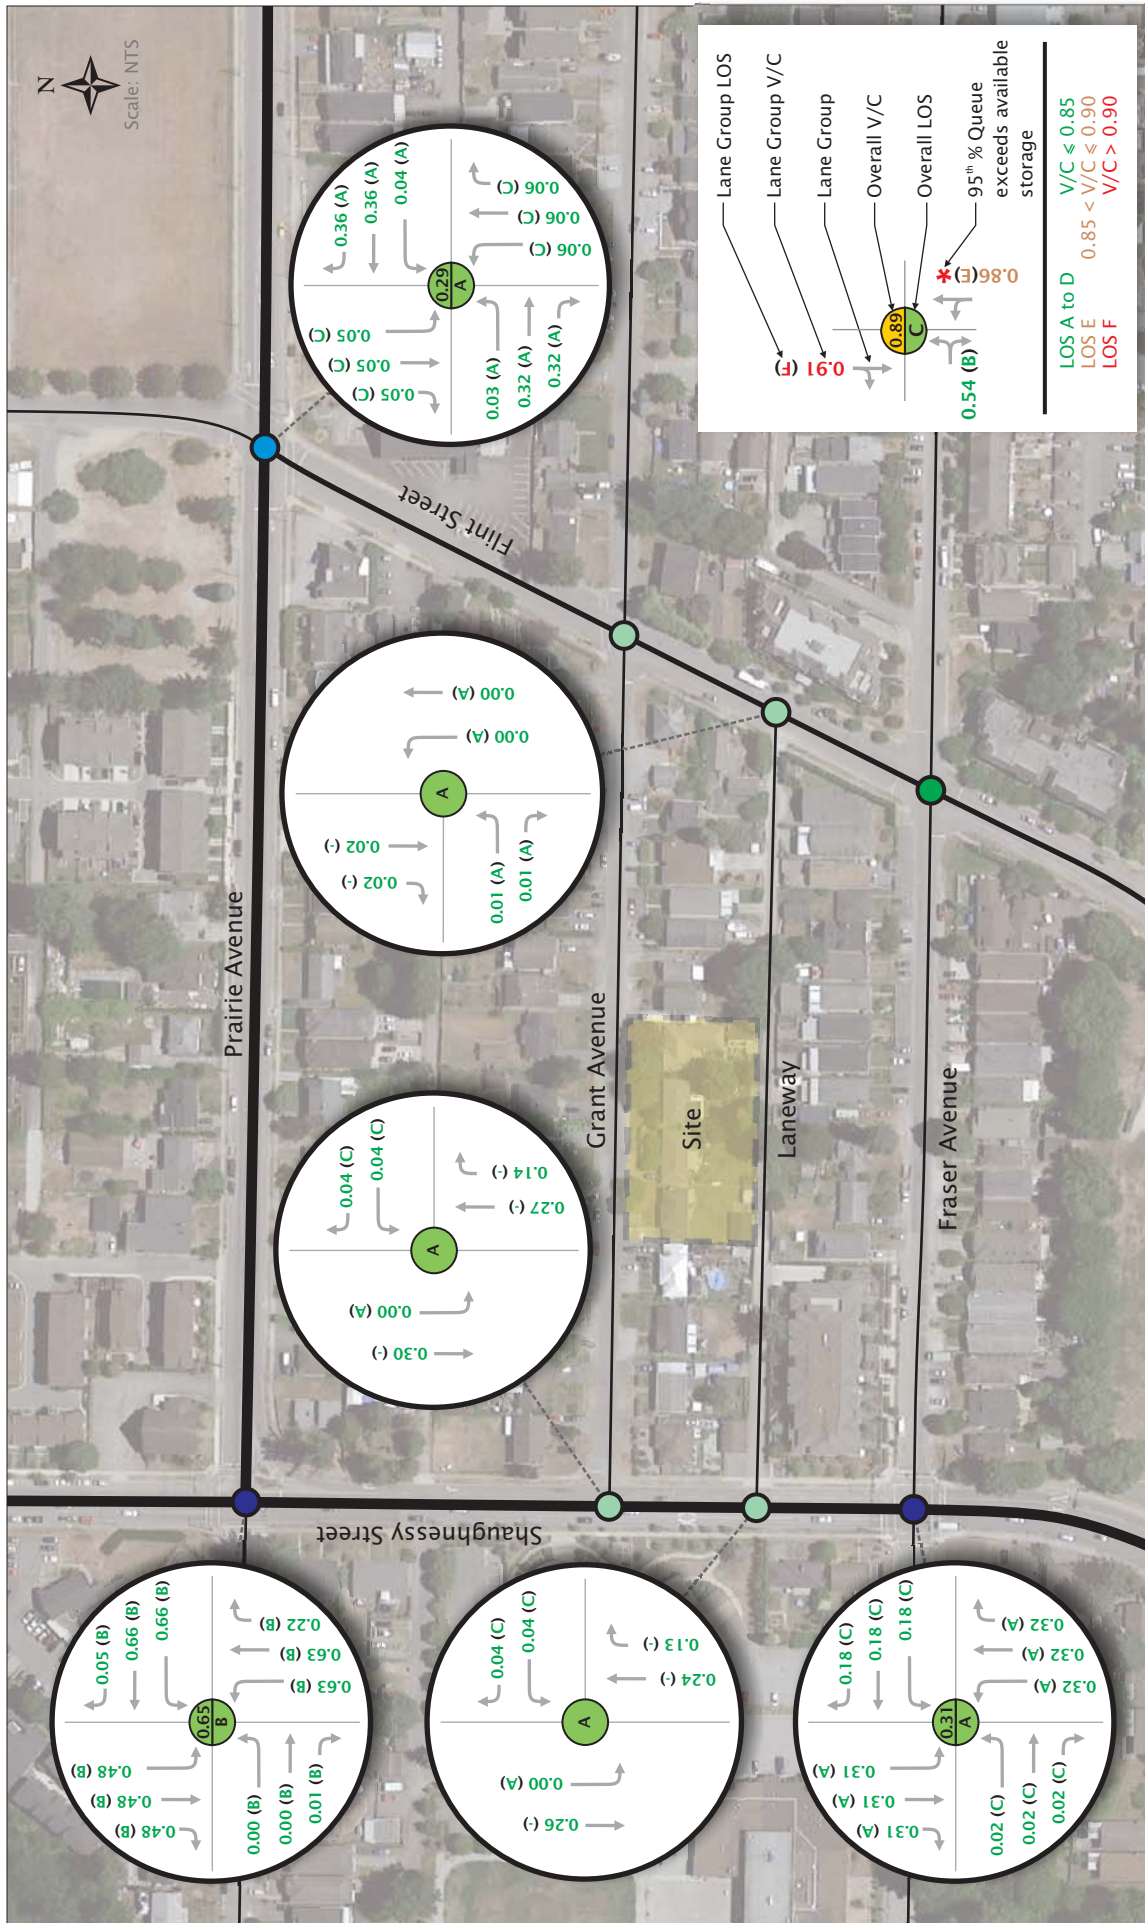 N
Scale: NTS
Prairie Avenue
Grant Avenue
Site
Laneway
Fraser Avenue
Shaughnessy Street
Flint Street
0.65
B
0.05 (B)
0.66 (B)
0.66 (B)
0.48 (B)
0.48 (B)
0.48 (B)
0.00 (B)
0.00 (B)
0.01 (B)
0.63 (B)
0.63 (B)
0.22 (B)
A
0.04 (C)
0.04 (C)
0.00 (A)
0.30 (-)
0.27 (-)
0.14 (-)
A
0.02 (-)
0.02 (-)
0.01 (A)
0.01 (A)
0.00 (A)
0.00 (A)
0.29
A
0.36 (A)
0.36 (A)
0.04 (A)
0.05 (C)
0.05 (C)
0.05 (C)
0.03 (A)
0.32 (A)
0.32 (A)
0.06 (C)
0.06 (C)
0.06 (C)
A
0.04 (C)
0.04 (C)
0.00 (A)
0.26 (-)
0.24 (-)
0.13 (-)
0.31
A
0.18 (C)
0.18 (C)
0.18 (C)
0.31 (A)
0.31 (A)
0.31 (A)
0.02 (C)
0.02 (C)
0.02 (C)
0.32 (A)
0.32 (A)
0.32 (A)
Lane Group LOS
Lane Group V/C
Lane Group
Overall V/C
Overall LOS
95th % Queue
exceeds available
storage
0.91 (F)
0.89
C
0.54 (B)
0.86(E)*
LOS A to D V/C ≤ 0.85
LOS E 0.85 < V/C ≤ 0.90
LOS F V/C > 0.90